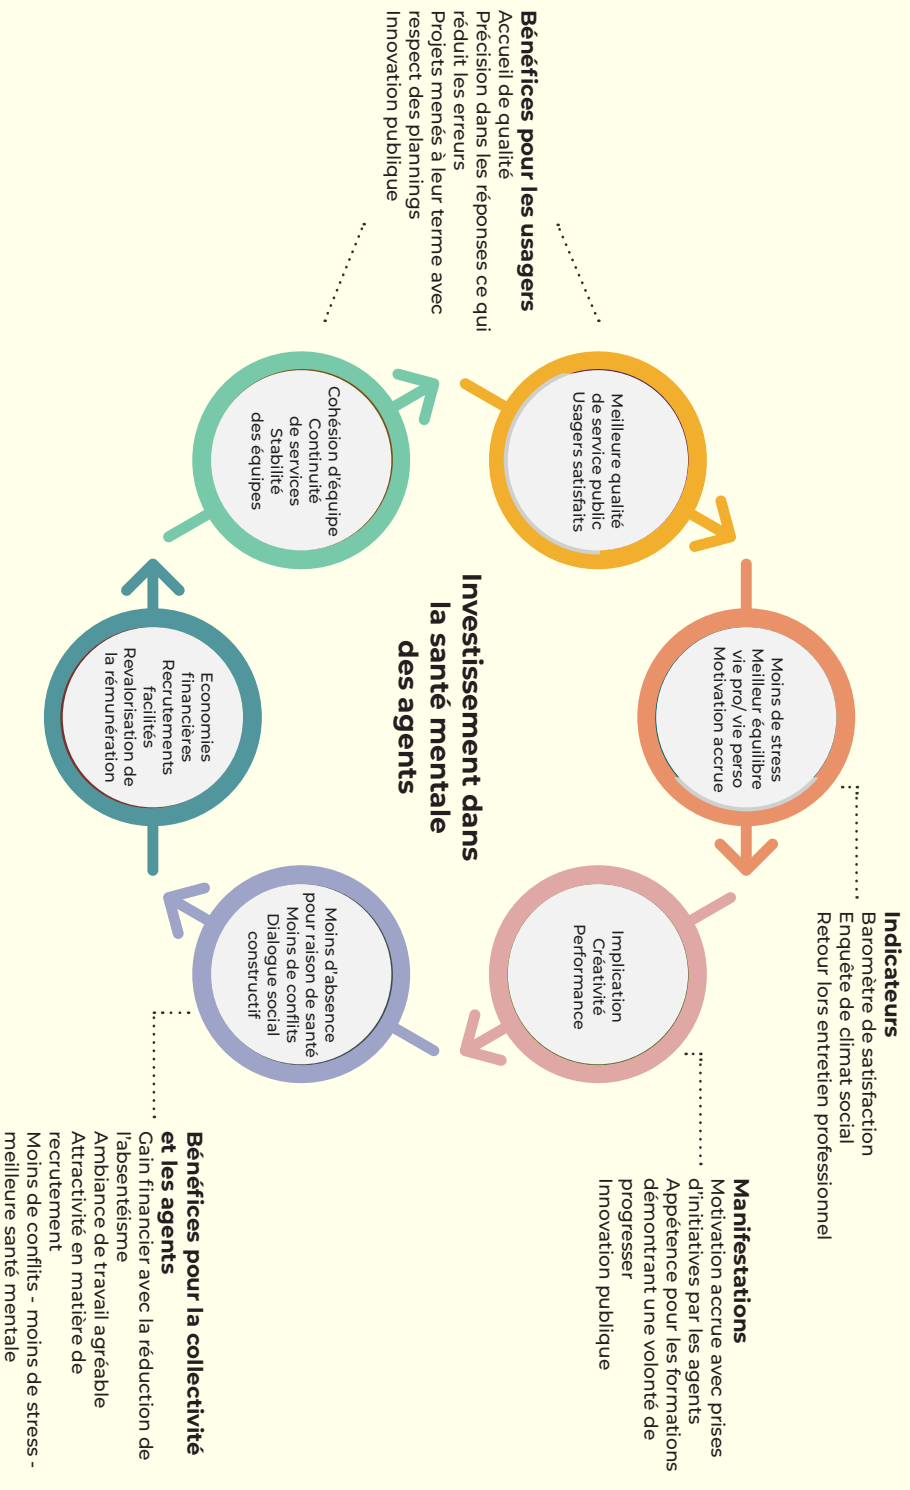 Indicateurs
Baromètre de satisfaction
Enquête de climat social
Retour lors entretien professionnel
Moins de stress
Meilleur équilibre
vie pro/ vie perso
Motivation accrue
Manifestations
Motivation accrue avec prises
d'initiatives par les agents
Appétence pour les formations
démontrant une volonté de
progresser
Innovation publique
Implication
Créativité
Performance
Meilleure qualité
de service public
Usagers satisfaits
Bénéfices pour les usagers
Accueil de qualité
Précision dans les réponses ce qui
réduit les erreurs
Projets menés à leur terme avec
respect des plannings
Innovation publique
Investissement dans
la santé mentale
des agents
Cohésion d'équipe
Continuité
de services
Stabilité
des équipes
Moins d'absence
pour raison de santé
Moins de conflits
Dialogue social
constructif
Economies
financières
Recrutements
facilités
Revalorisation de
la rémunération
Bénéfices pour la collectivité
et les agents
Gain financier avec la réduction de
l'absentéisme
Ambiance de travail agréable
Attractivité en matière de
recrutement
Moins de conflits - moins de stress -
meilleure santé mentale